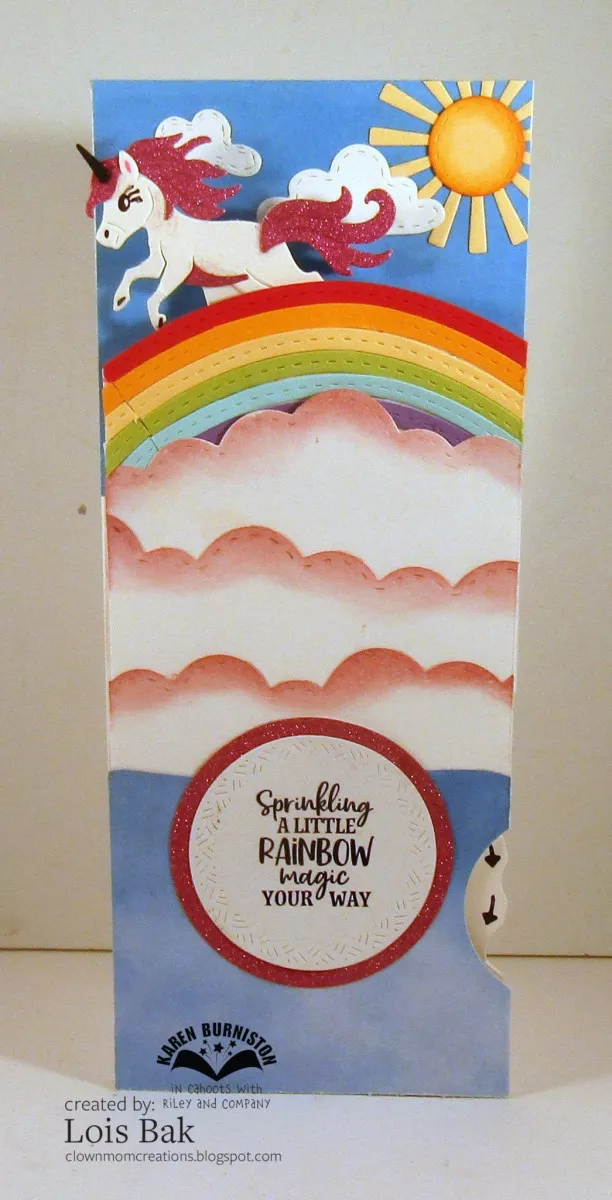 Sprinkling
A LITTLE
RAINBOW
magic
YOUR WAY
KAREN BURNISTON
in cahoots with
created by: Riley and Company
Lois Bak
clownmomcreations.blogspot.com